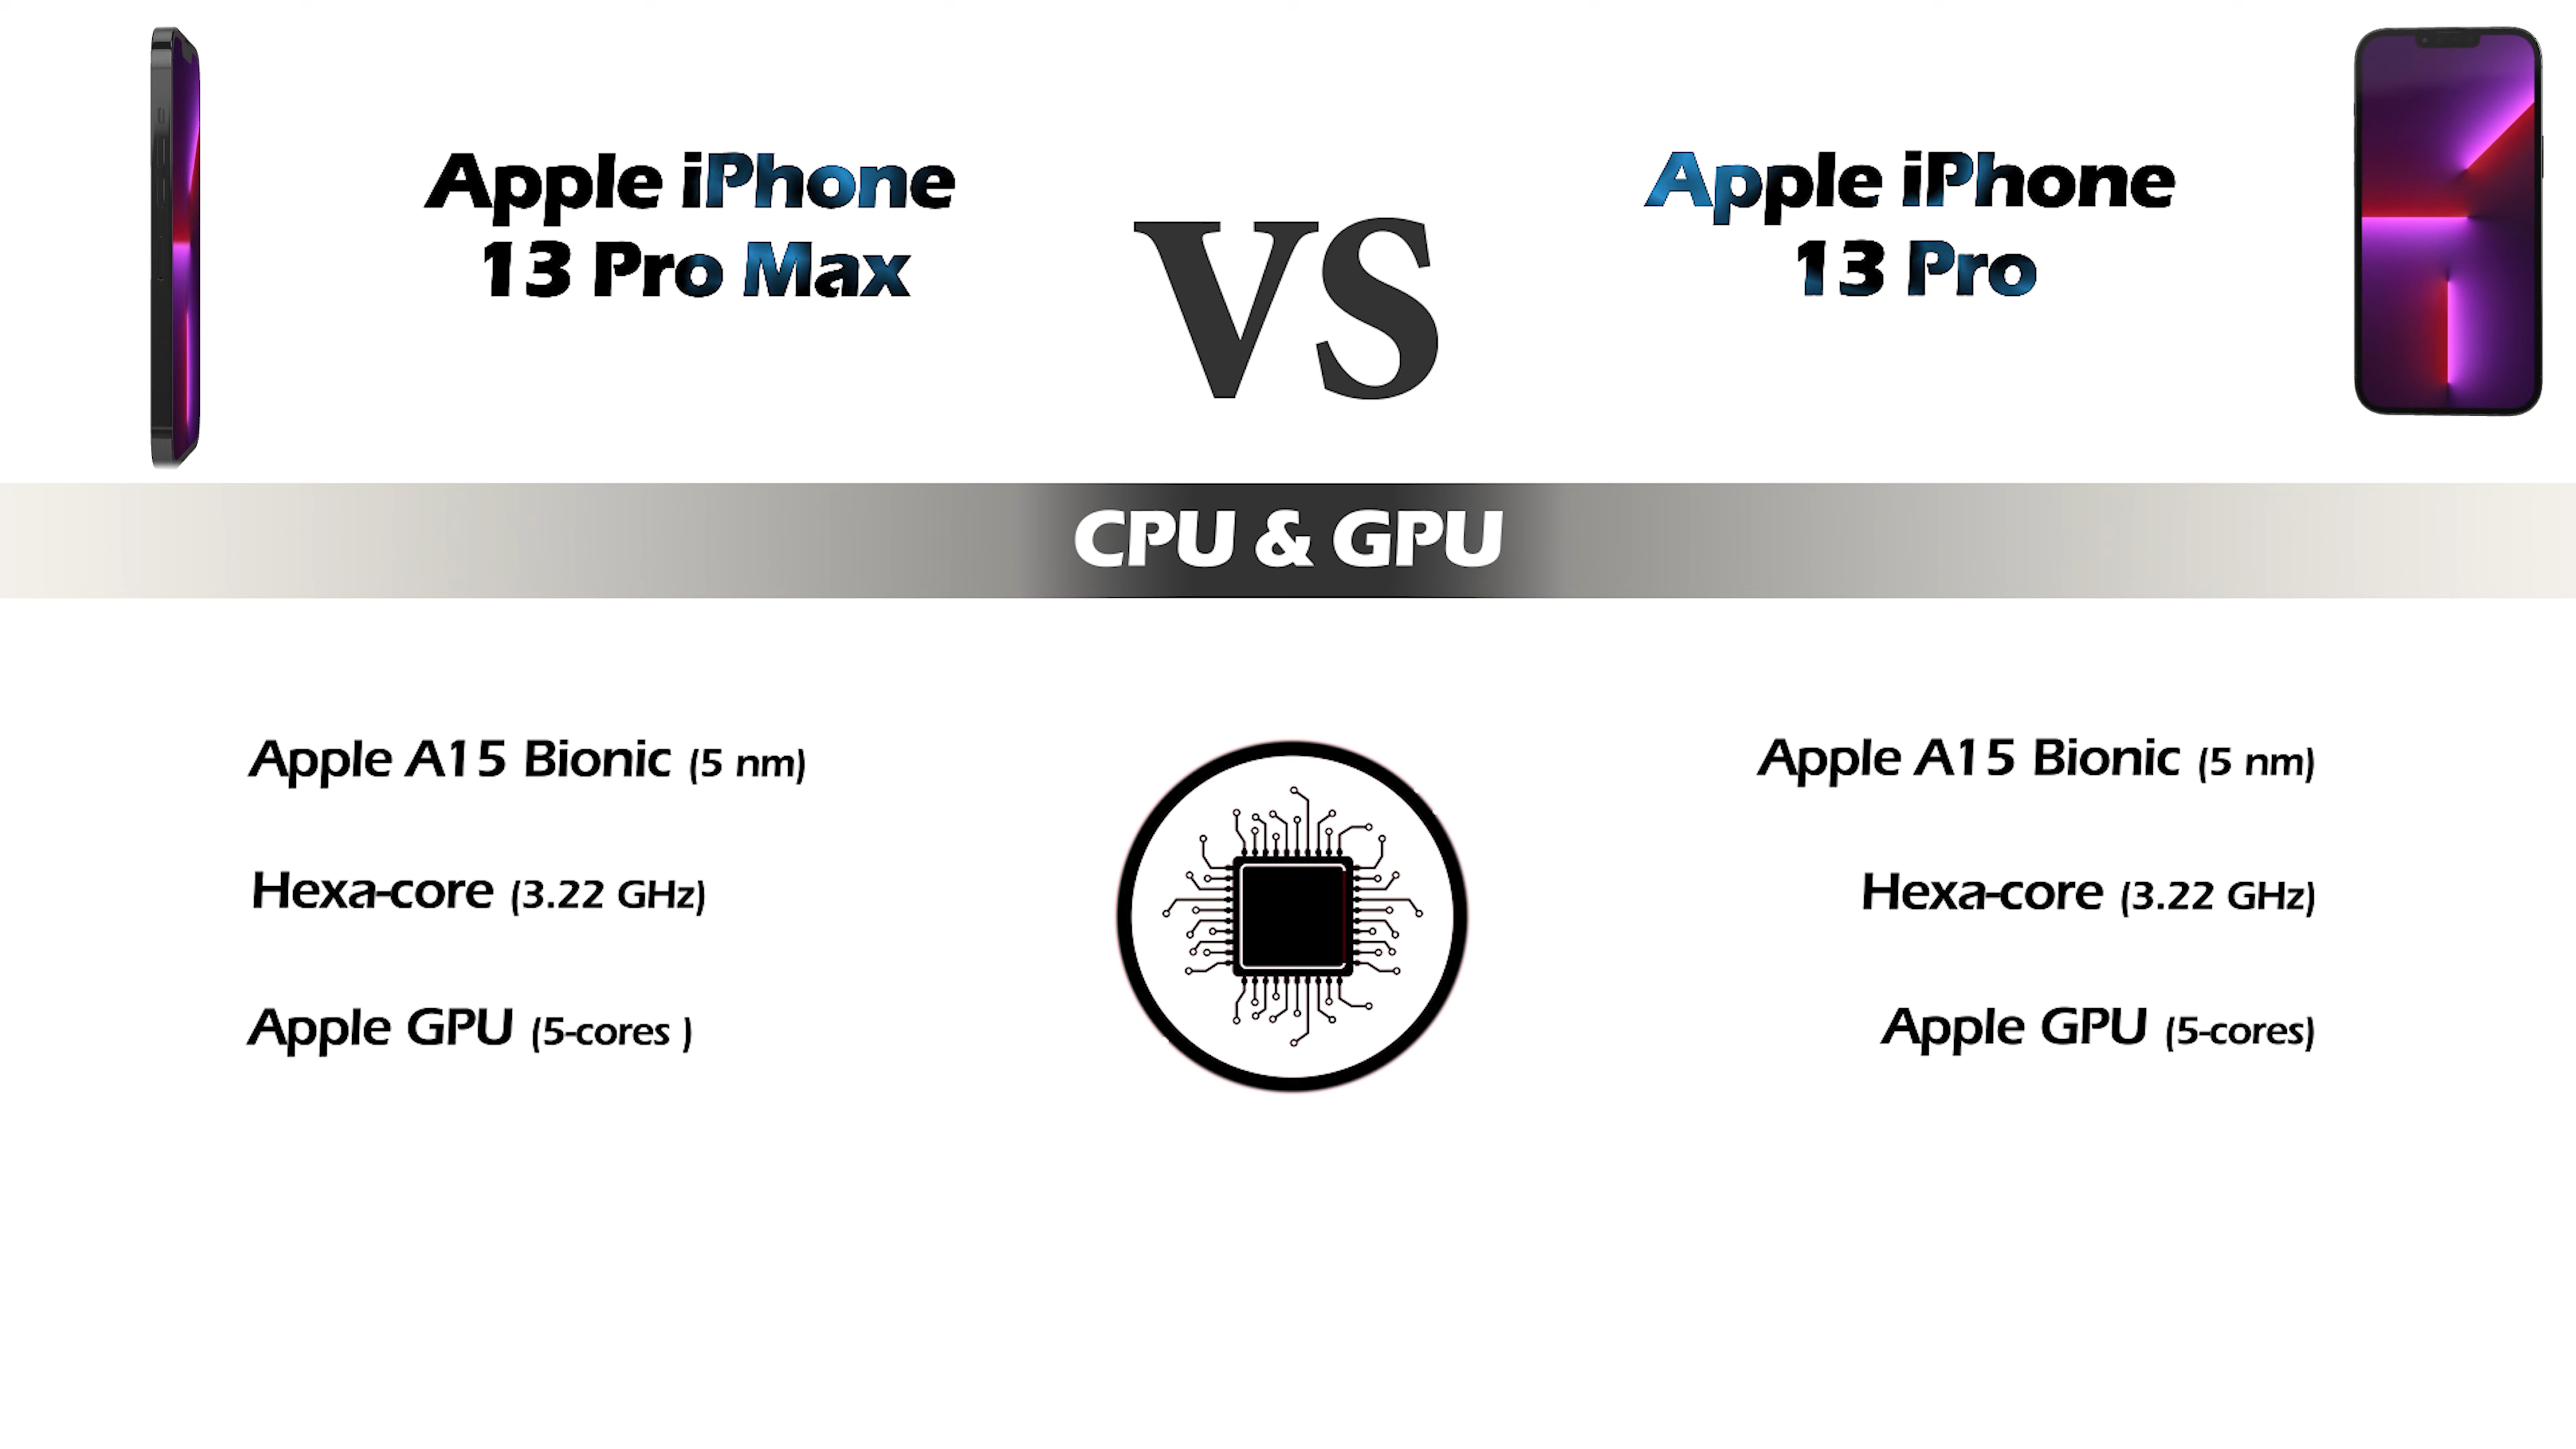 Apple iPhone
13 Pro Max
VS
Apple iPhone
13 Pro
CPU & GPU
Apple A15 Bionic (5 nm)
Hexa-core (3.22 GHz)
Apple GPU (5-cores )
Apple A15 Bionic (5 nm)
Hexa-core (3.22 GHz)
Apple GPU (5-cores)